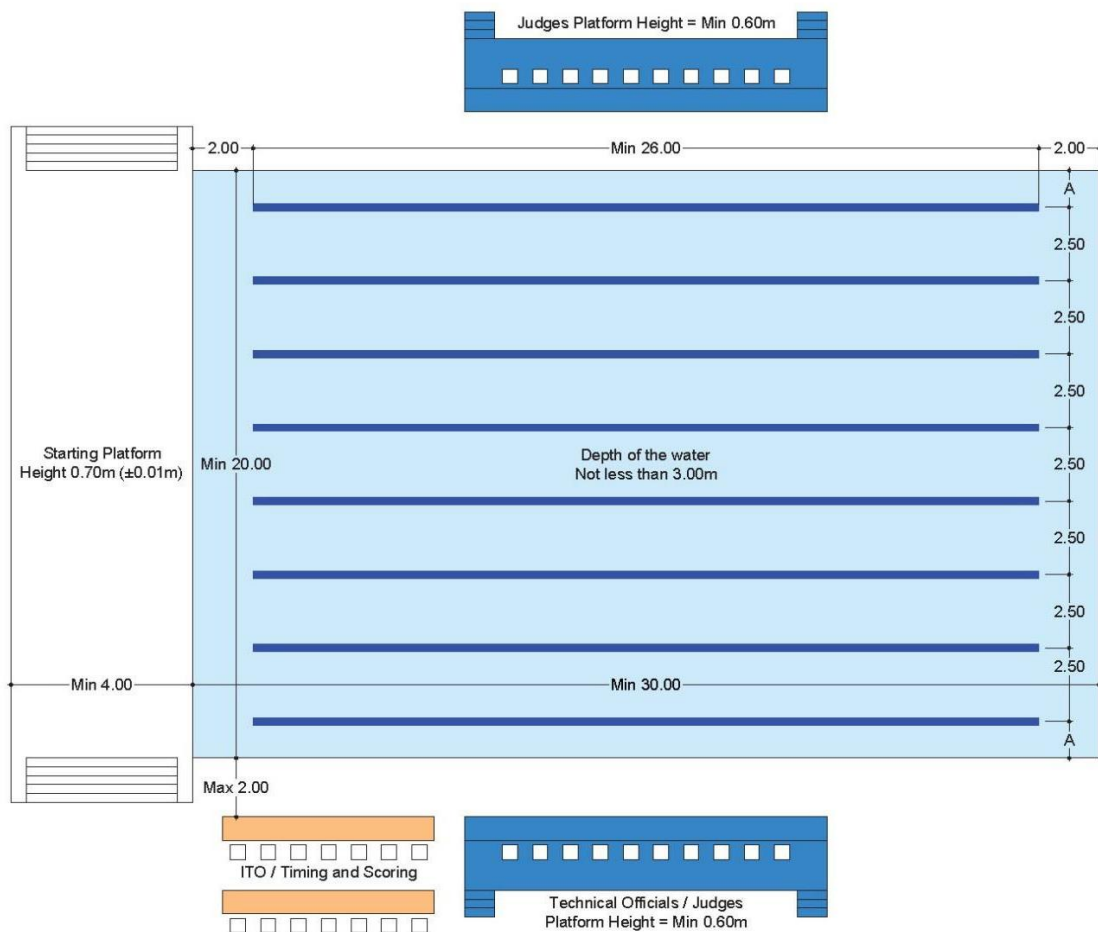 Judges Platform Height = Min 0.60m
2.00
Min 26.00
2.00
A
2.50
2.50
2.50
Starting Platform
Height 0.70m (±0.01m)
Min 20.00
Depth of the water
Not less than 3.00m
2.50
2.50
2.50
2.50
Min 4.00
Min 30.00
A
Max 2.00
ITO / Timing and Scoring
Technical Officials / Judges
Platform Height = Min 0.60m